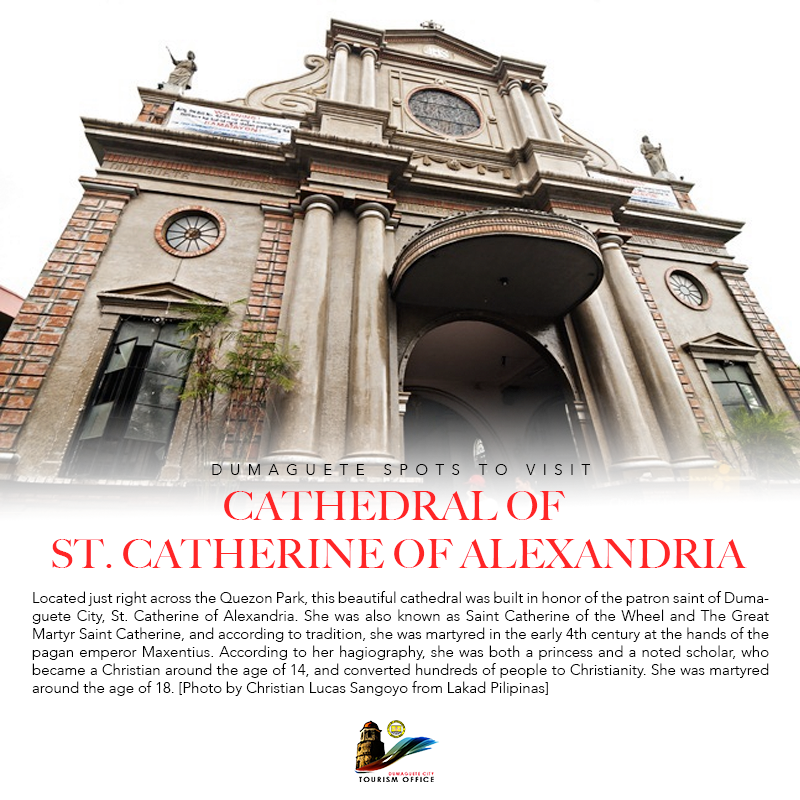 WARNING!
DUMAGUETE SPOTS TO VISIT
CATHEDRAL OF
ST. CATHERINE OF ALEXANDRIA
Located just right across the Quezon Park, this beautiful cathedral was built in honor of the patron saint of Duma-
guete City, St. Catherine of Alexandria. She was also known as Saint Catherine of the Wheel and The Great
Martyr Saint Catherine, and according to tradition, she was martyred in the early 4th century at the hands of the
pagan emperor Maxentius. According to her hagiography, she was both a princess and a noted scholar, who
became a Christian around the age of 14, and converted hundreds of people to Christianity. She was martyred
around the age of 18. [Photo by Christian Lucas Sangoyo from Lakad Pilipinas]
DUMAGUETE CITY
TOURISM OFFICE